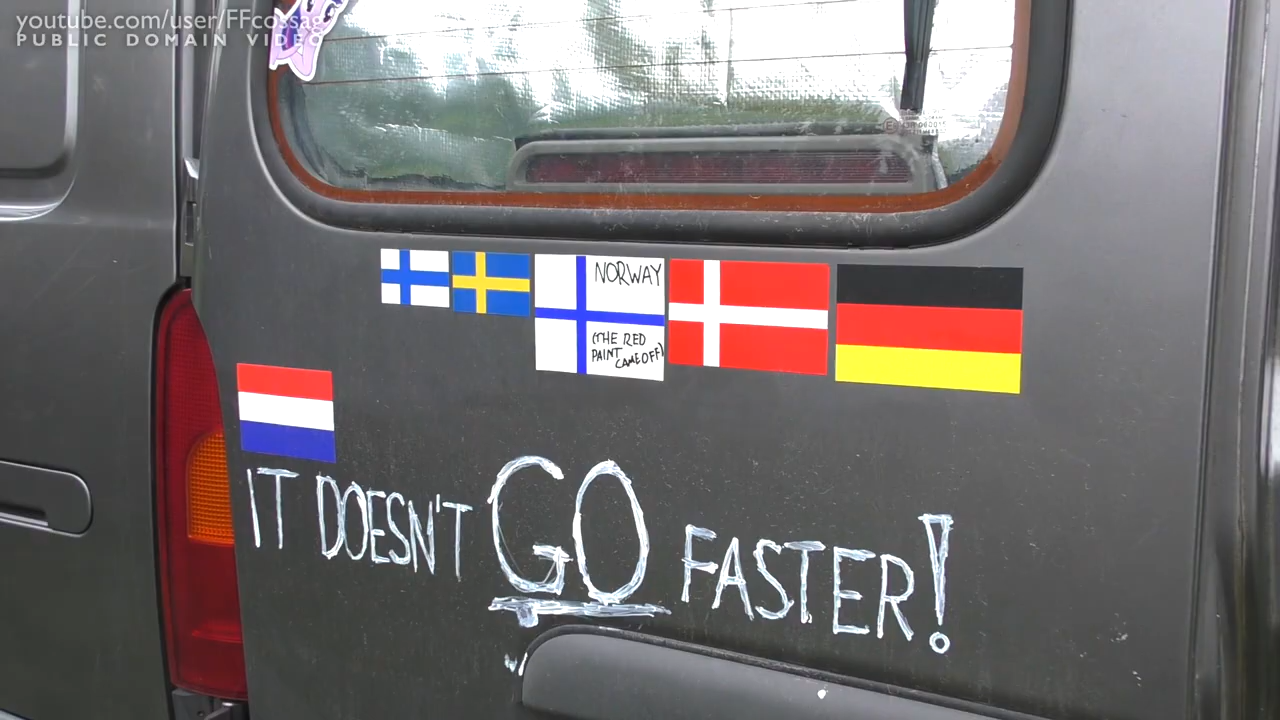 youtube.com/user/FFcossag
PUBLIC DOMAIN VIDEO
NORWAY
(THE RED
PAINT CAME OFF)
IT DOESN'T GO FASTER!